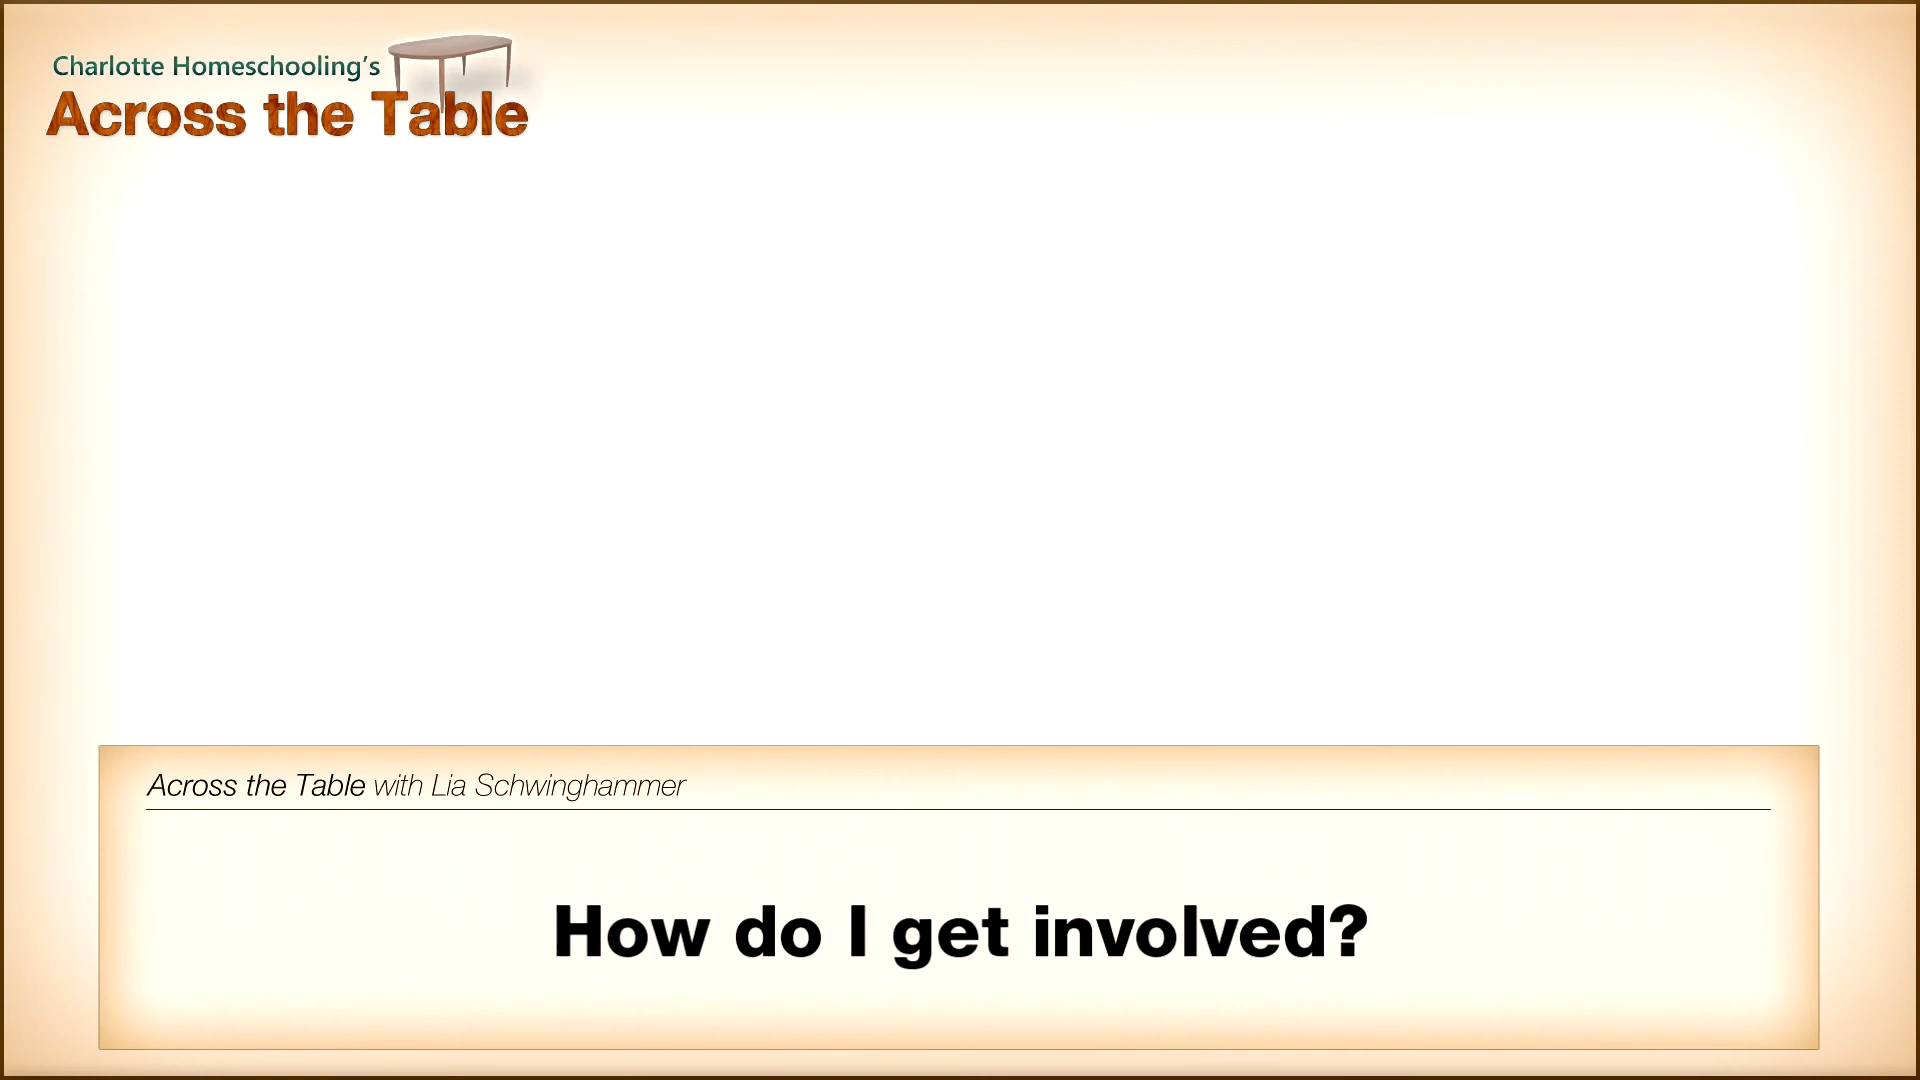 Charlotte Homeschooling’s
Across the Table
Across the Table with Lia Schwinghammer
How do I get involved?